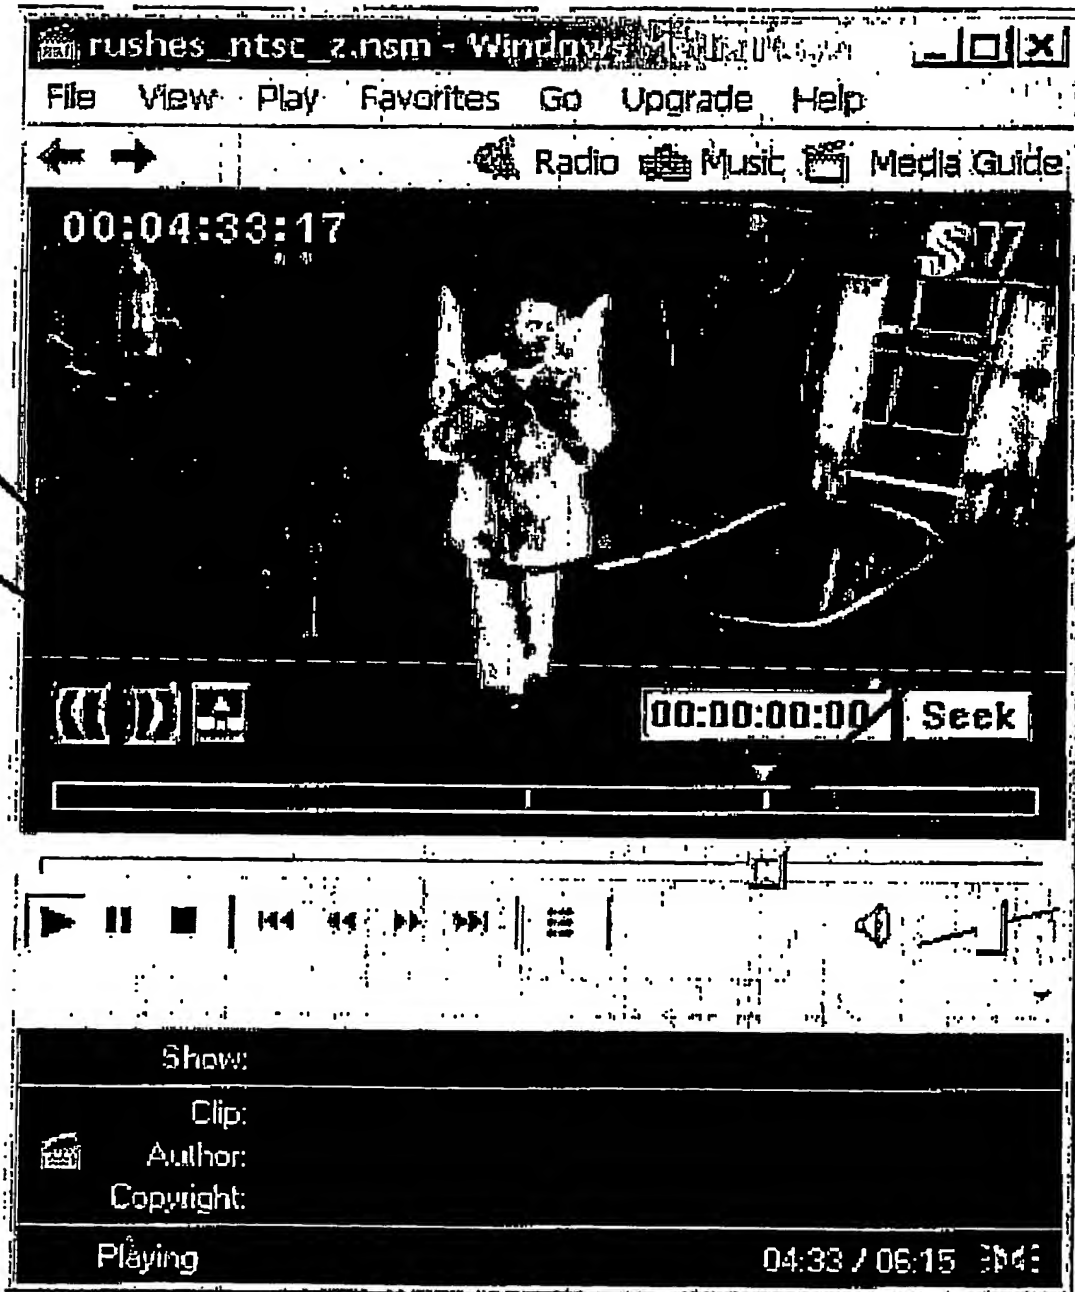 rushes_ntsc_z.nsm - Windows
File View Play Favorites Go Upgrade Help
Radio Music Media Guide
00:04:33:17
00:00:00:00 Seek
Show:
Clip:
Author:
Copyright:
Playing 04:33 / 06:15